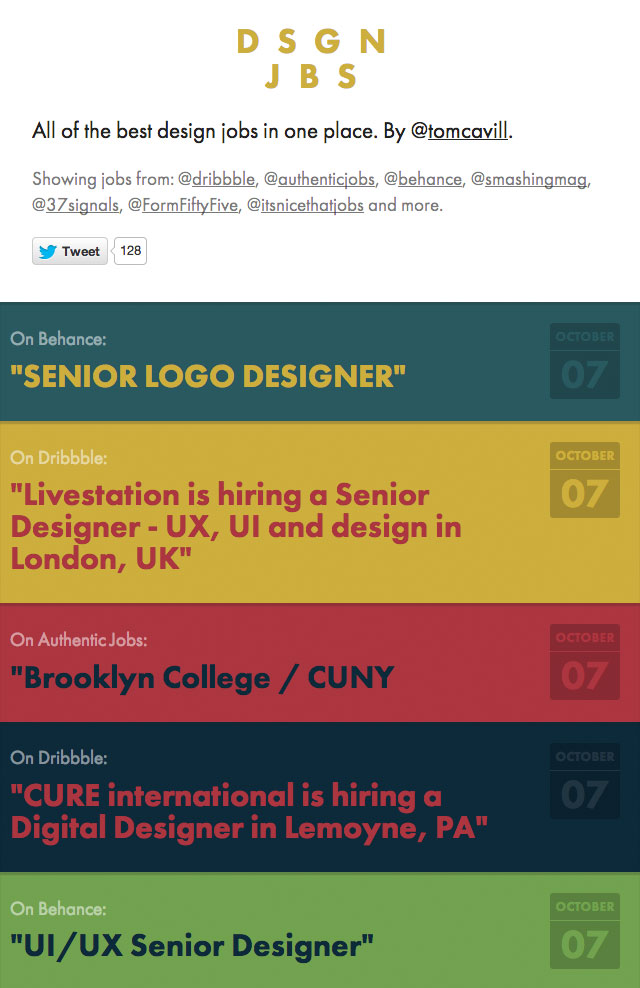 DSGN
JBS
All of the best design jobs in one place. By @tomcavill.
Showing jobs from: @dribbble, @authenticjobs, @behance, @smashingmag,
@37signals, @FormFiftyFive, @itsnicethatjobs and more.
Tweet 128
On Behance:
"SENIOR LOGO DESIGNER"
OCTOBER
07
On Dribbble:
"Livestation is hiring a Senior
Designer - UX, UI and design in
London, UK"
OCTOBER
07
On Authentic Jobs:
"Brooklyn College / CUNY
OCTOBER
07
On Dribbble:
"CURE international is hiring a
Digital Designer in Lemoyne, PA"
OCTOBER
07
On Behance:
"UI/UX Senior Designer"
OCTOBER
07